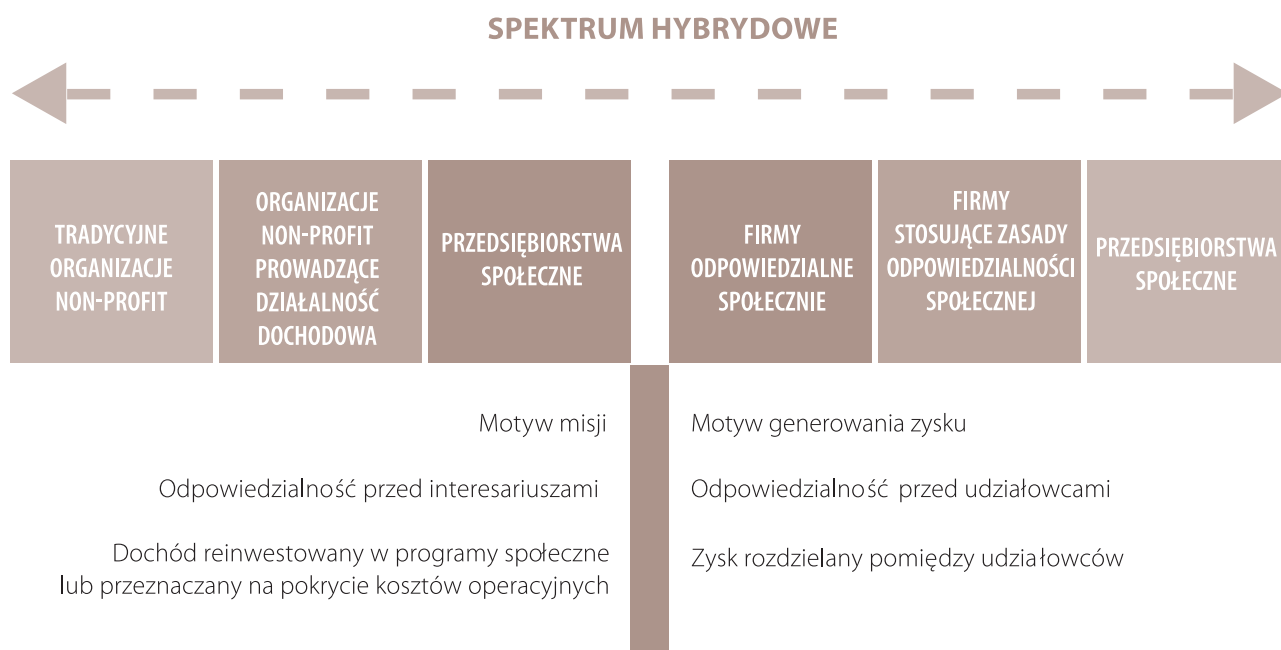 SPEKTRUM HYBRYDOWE
TRADYCYJNE
ORGANIZACJE
NON-PROFIT
ORGANIZACJE
NON-PROFIT
PROWADZĄCE
DZIAŁALNOŚĆ
DOCHODOWA
PRZEDSIĘBIORSTWA
SPOŁECZNE
FIRMY
ODPOWIEDZIALNE
SPOŁECZNIE
FIRMY
STOSUJĄCE ZASADY
ODPOWIEDZIALNOŚCI
SPOŁECZNEJ
PRZEDSIĘBIORSTWA
SPOŁECZNE
Motyw misji
Odpowiedzialność przed interesariuszami
Dochód reinwestowany w programy społeczne
lub przeznaczany na pokrycie kosztów operacyjnych
Motyw generowania zysku
Odpowiedzialność przed udziałowcami
Zysk rozdzielany pomiędzy udziałowców